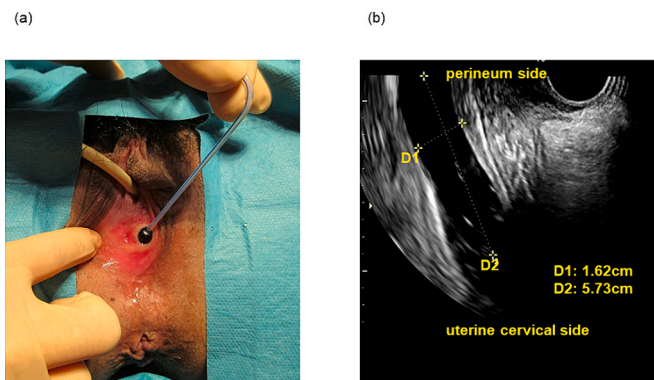 (a)
(b)
perineum side
D1
D2
D1: 1.62cm
D2: 5.73cm
uterine cervical side